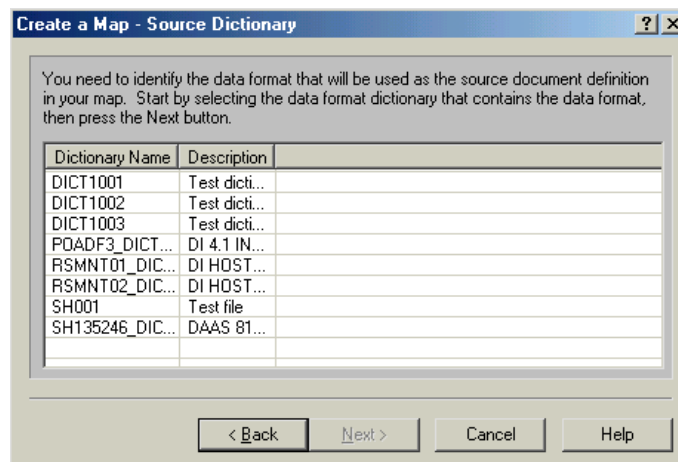 Create a Map - Source Dictionary ? ×
You need to identify the data format that will be used as the source document definition
in your map. Start by selecting the data format dictionary that contains the data format,
then press the Next button.
Dictionary Name Description
DICT1001 Test dicti...
DICT1002 Test dicti...
DICT1003 Test dicti...
POADF3_DICT... DI 4.1 IN...
RSMNT01_DIC... DI HOST...
RSMNT02_DIC... DI HOST...
SH001 Test file
SH135246_DIC... DAAS 81...
< Back Next > Cancel Help